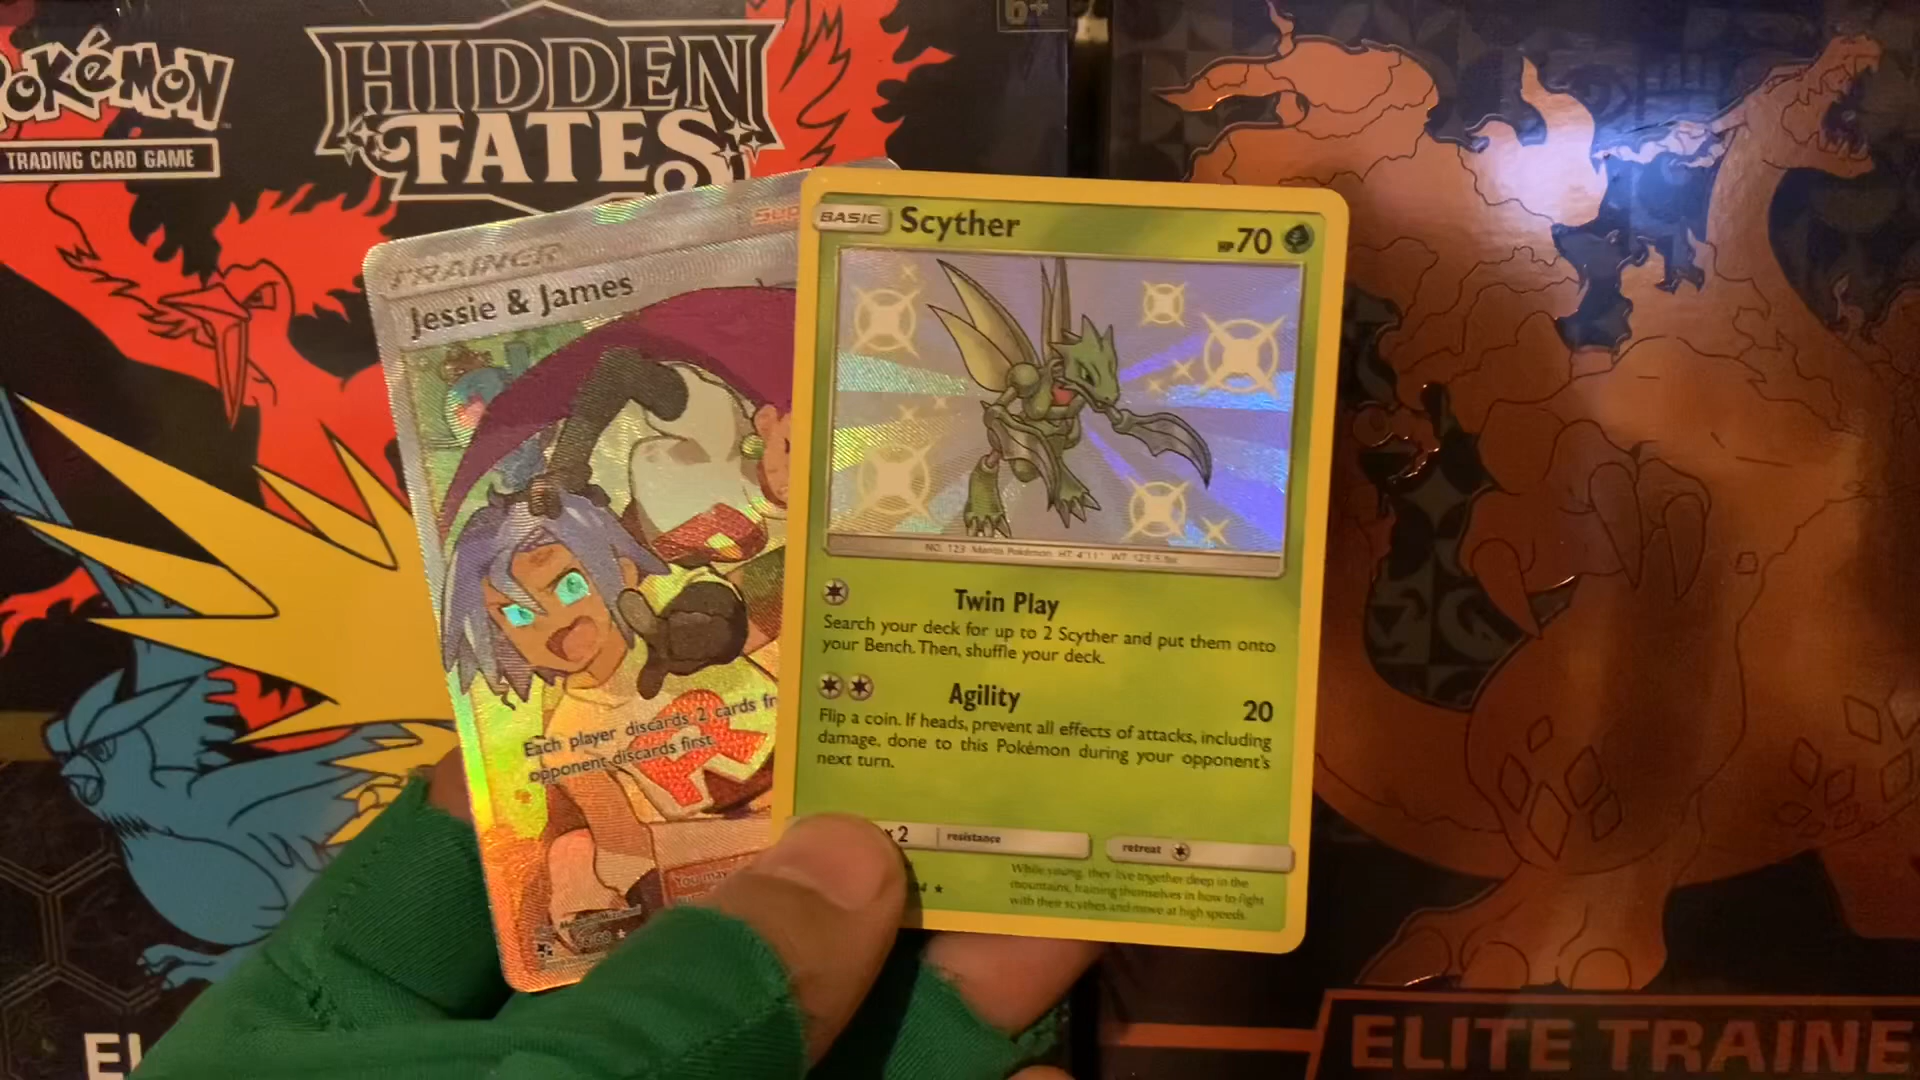 POKéMON
TRADING CARD GAME
HIDDEN
FATES
6+
TRAINER
Jessie & James
Each player discards 2 cards
opponent discards first.
You may
68/68
BASIC
Scyther
HP 70
NO. 123 Mantis Pokémon HT: 4'11" WT: 123.5 lbs.
Twin Play
Search your deck for up to 2 Scyther and put them onto
your Bench. Then, shuffle your deck.
Agility
20
Flip a coin. If heads, prevent all effects of attacks, including
damage, done to this Pokémon during your opponent's
next turn.
×2
resistance
retreat
While young, they live together deep in the
mountains, training themselves in how to fight
with their scythes and move at high speeds.
ELITE TRAINE